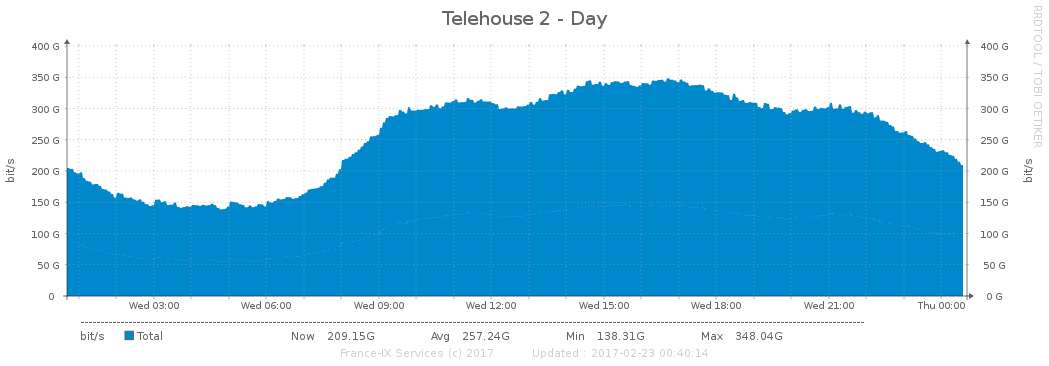 Telehouse 2 - Day
RRDTOOL / TOBI OETIKER
400 G 400 G
350 G 350 G
300 G 300 G
250 G 250 G
200 G 200 G
150 G 150 G
100 G 100 G
50 G 50 G
0 0 G
bit/s
bit/s
Wed 03:00 Wed 06:00 Wed 09:00 Wed 12:00 Wed 15:00 Wed 18:00 Wed 21:00 Thu 00:00
bit/s Total Now 209.15G Avg 257.24G Min 138.31G Max 348.04G
France-IX Services (c) 2017 Updated : 2017-02-23 00:40:14